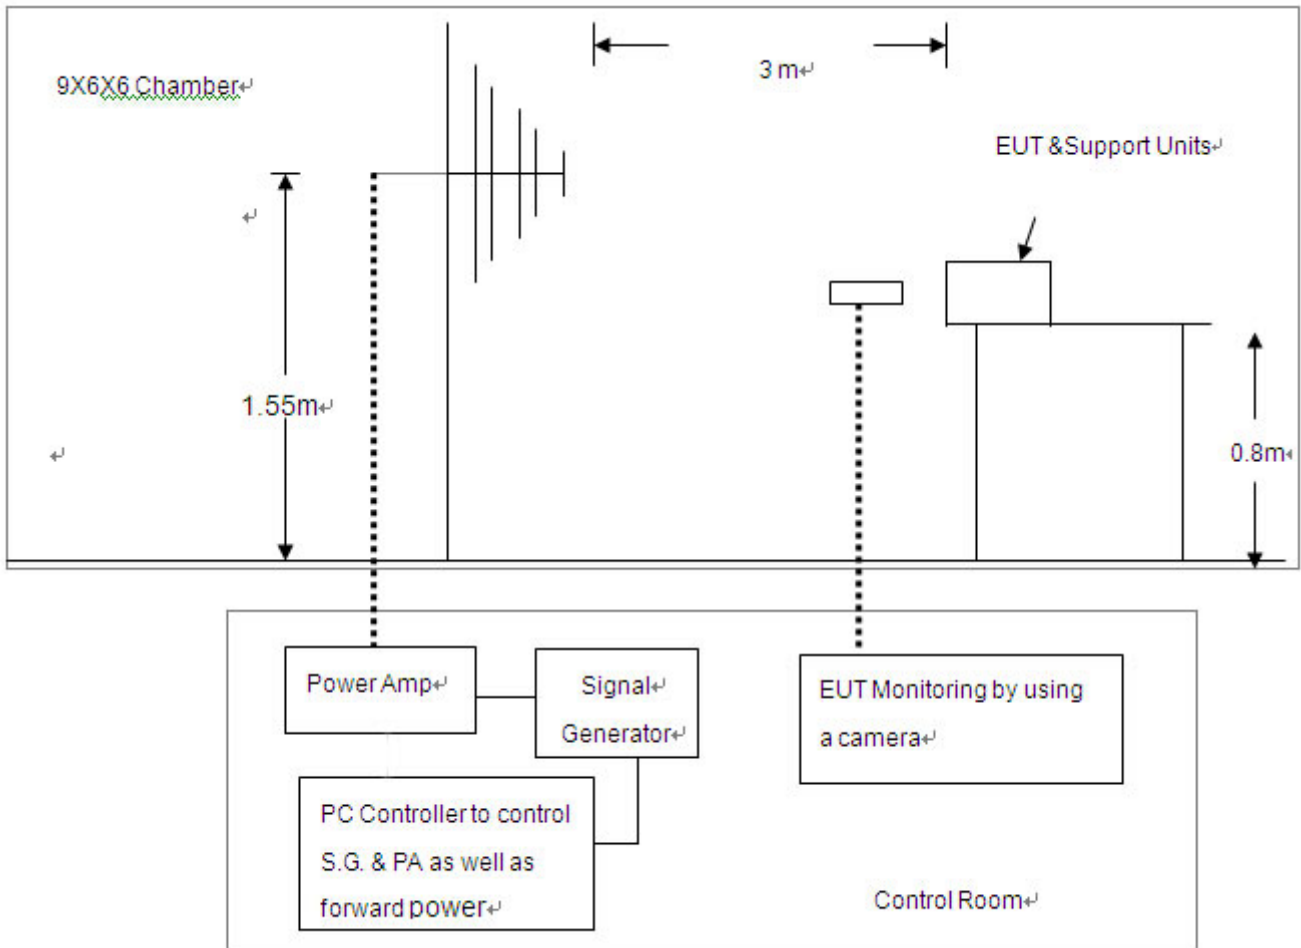 9X6X6 Chamber↵
3 m↵
EUT &Support Units↵
↵
1.55m↵
↵
0.8m↵
Power Amp↵
Signal↵
Generator↵
EUT Monitoring by using
a camera↵
PC Controller to control
S.G. & PA as well as
forward power↵
Control Room↵